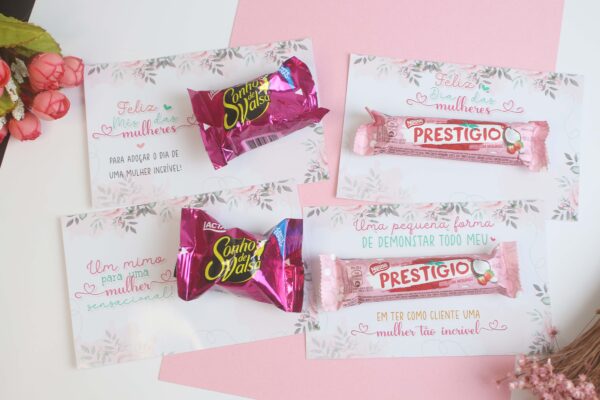 Feliz
Mês das
mulheres
PARA ADOÇAR O DIA DE
UMA MULHER INCRÍVEL!
LACTA
Sonho
de
Valsa
Feliz
Dia das
mulheres
Nestlé
PRESTÍGIO
Um mimo
para uma
mulher
sensacional!
LACTA
Sonho
de
Valsa
Uma pequena forma
DE DEMONSTAR TODO MEU
Nestlé
PRESTÍGIO
EM TER COMO CLIENTE UMA
mulher tão incrível